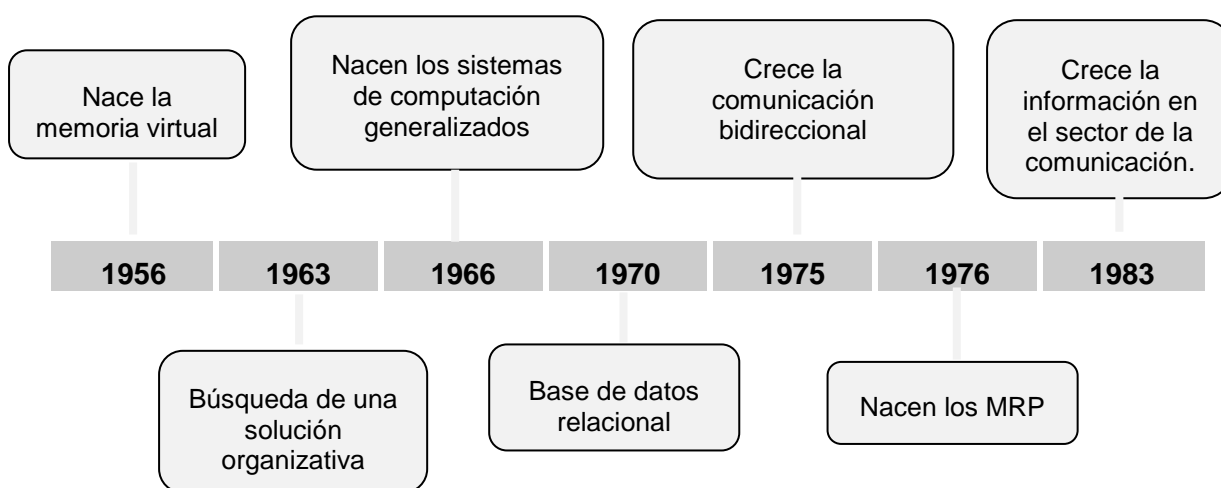 Nace la
memoria virtual
Nacen los sistemas
de computación
generalizados
Crece la
comunicación
bidireccional
Crece la
información en
el sector de la
comunicación.
1956
1963
1966
1970
1975
1976
1983
Búsqueda de una
solución
organizativa
Base de datos
relacional
Nacen los MRP